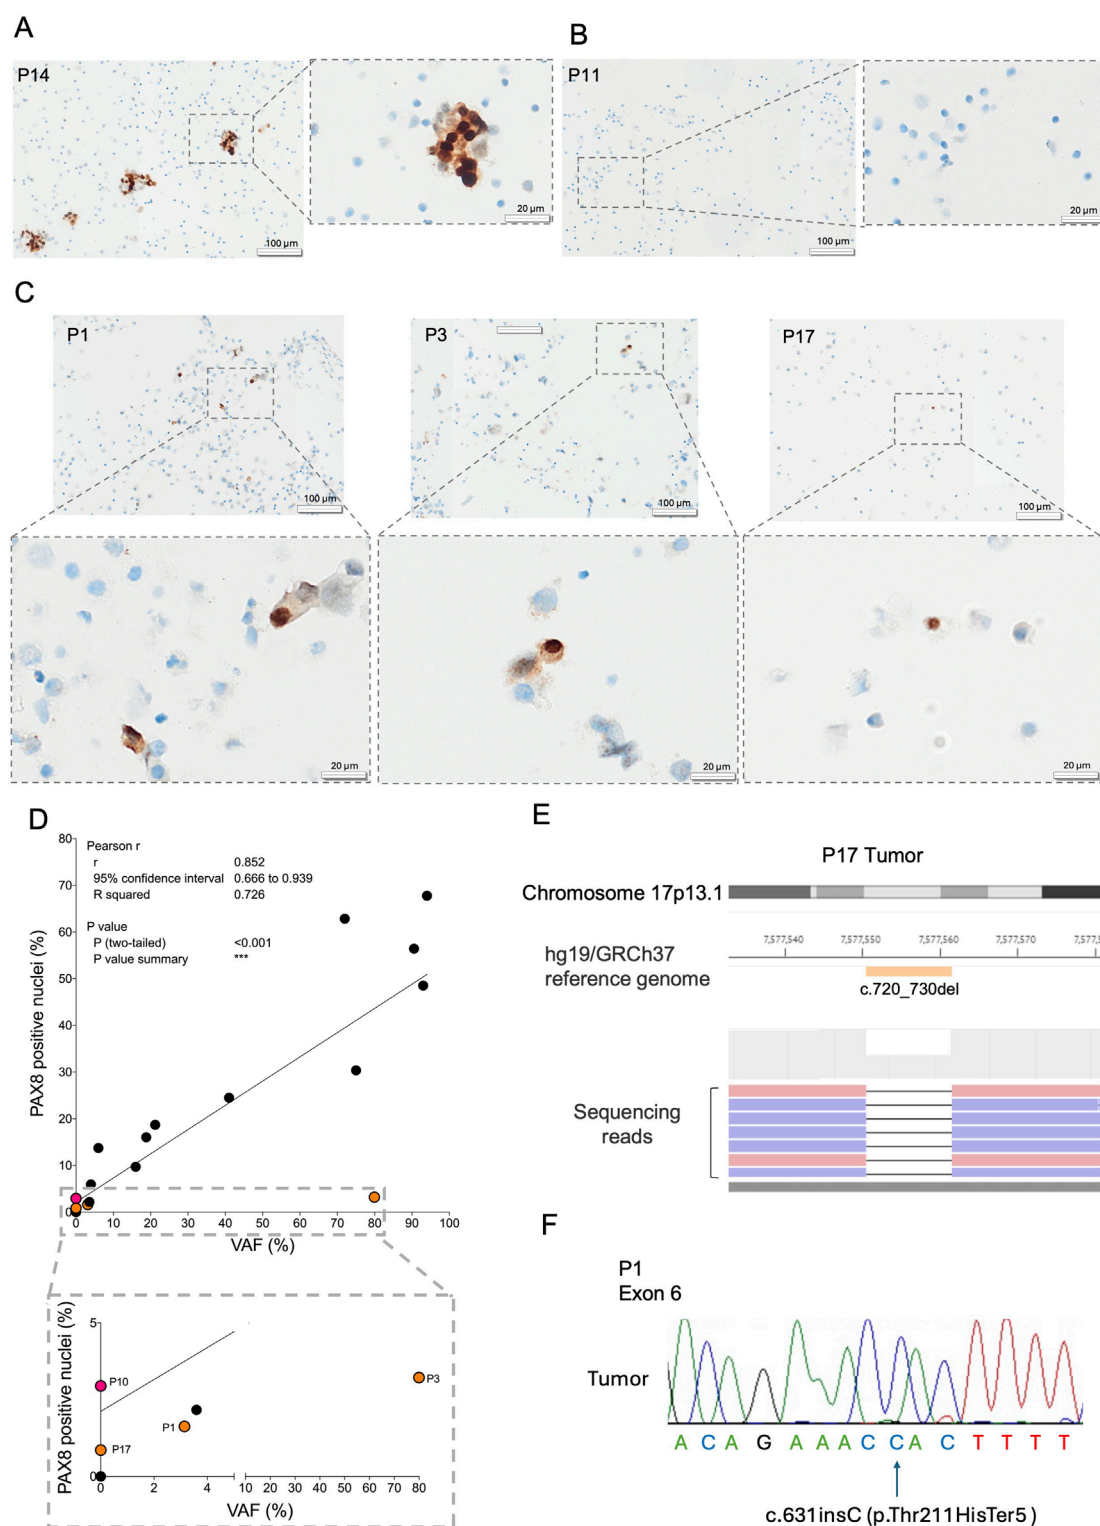 A
P14
100 µm
20 µm
B
P11
100 µm
20 µm
C
P1
100 µm
P3
100 µm
P17
100 µm
20 µm
20 µm
20 µm
D
Pearson r
r 0.852
95% confidence interval 0.666 to 0.939
R squared 0.726
P value
P (two-tailed) <0.001
P value summary ***
PAX8 positive nuclei (%)
80
70
60
50
40
30
20
10
0
0 10 20 30 40 50 60 70 80 90 100
VAF (%)
PAX8 positive nuclei (%)
5
0
P10
P1
P17
P3
0 2 4 10 20 30 40 50 60 70 80
VAF (%)
E
P17 Tumor
Chromosome 17p13.1
7,577,540 7,577,550 7,577,560 7,577,570
hg19/GRCh37
reference genome
c.720_730del
Sequencing
reads
F
P1
Exon 6
Tumor
A C A G A A A C C A C T T T T
c.631insC (p.Thr211HisTer5)